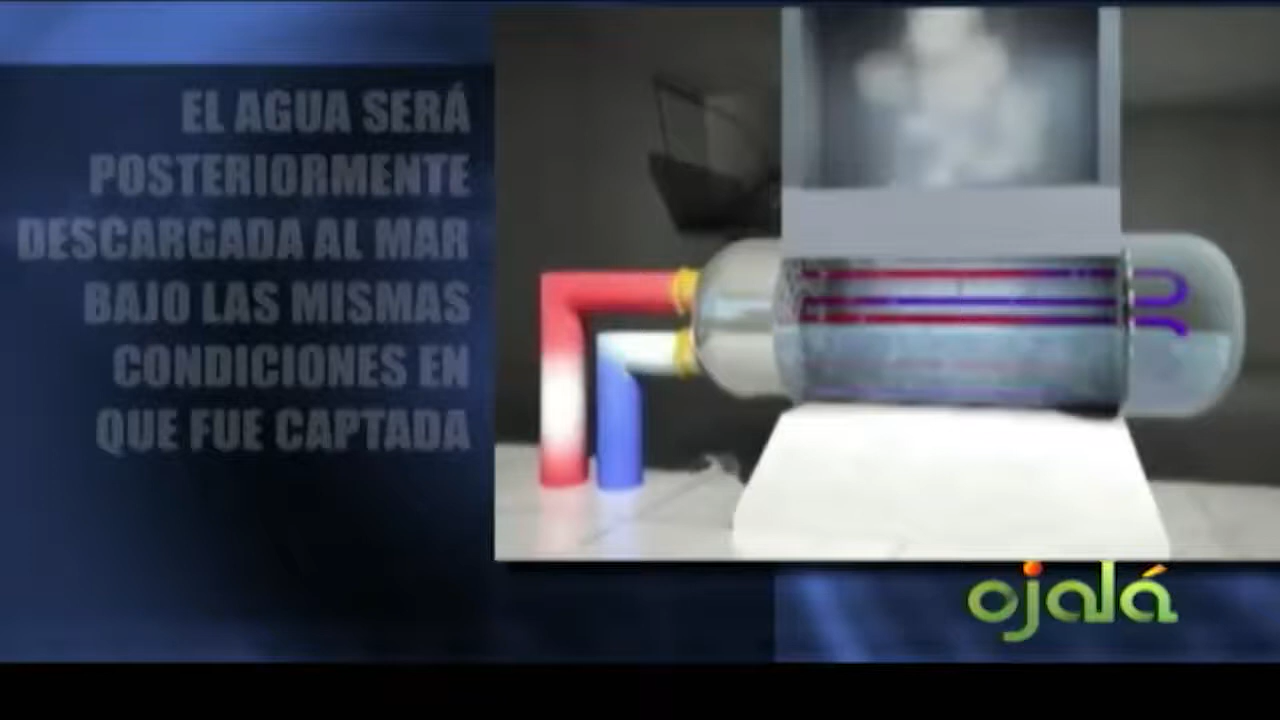 EL AGUA SERÁ
POSTERIORMENTE
DESCARGADA AL MAR
BAJO LAS MISMAS
CONDICIONES EN
QUE FUE CAPTADA
ojalá